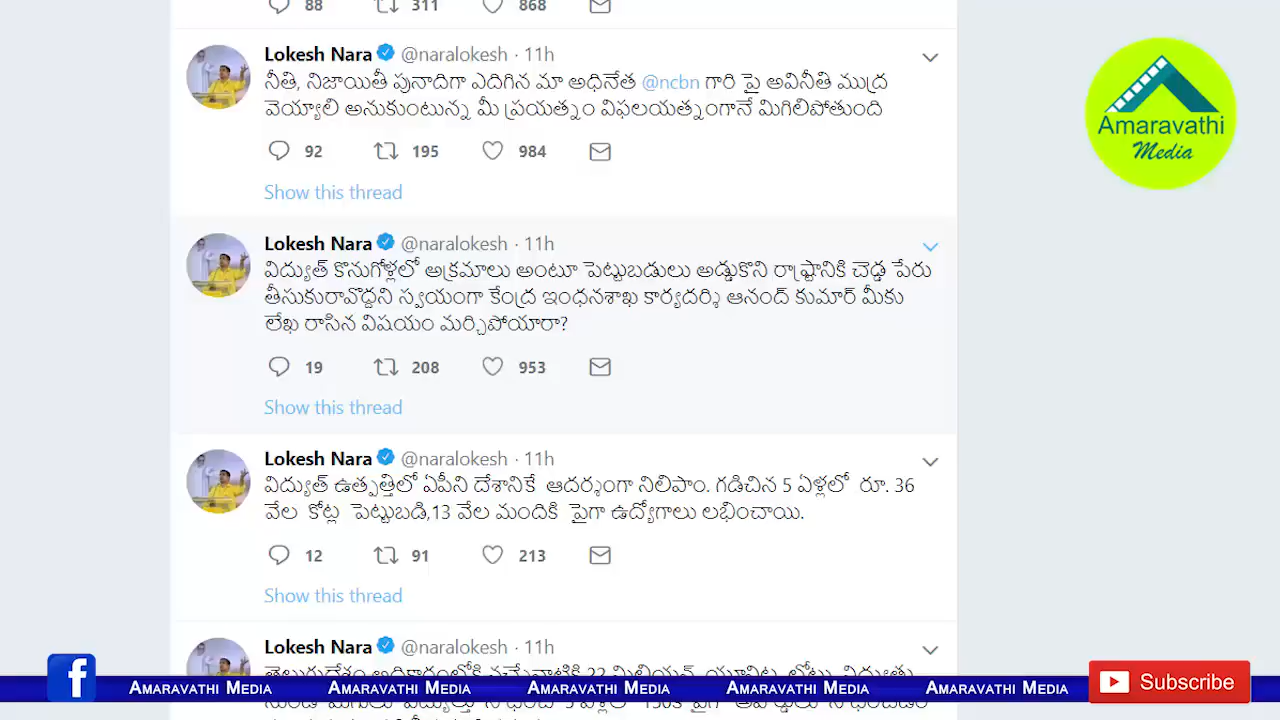 88 311 868
Lokesh Nara @naralokesh · 11h
నీతి, నిజాయితీ పునాదిగా ఎదిగిన మా అధినేత @ncbn గారి పై అవినీతి ముద్ర
వెయ్యాలి అనుకుంటున్న మీ ప్రయత్నం విఫలయత్నంగానే మిగిలిపోతుంది
92 195 984
Show this thread
Lokesh Nara @naralokesh · 11h
విద్యుత్ కొనుగోళ్లలో అక్రమాలు అంటూ పెట్టుబడులు అడ్డుకొని రాష్ట్రానికి చెడ్డ పేరు
తీసుకురావొద్దని స్వయంగా కేంద్ర ఇంధనశాఖ కార్యదర్శి ఆనంద్ కుమార్ మీకు
లేఖ రాసిన విషయం మర్చిపోయారా?
19 208 953
Show this thread
Lokesh Nara @naralokesh · 11h
విద్యుత్ ఉత్పత్తిలో ఏపీని దేశానికే ఆదర్శంగా నిలిపాం. గడిచిన 5 ఏళ్లలో రూ. 36
వేల కోట్ల పెట్టుబడి,13 వేల మందికి పైగా ఉద్యోగాలు లభించాయి.
12 91 213
Show this thread
Lokesh Nara @naralokesh · 11h
Amaravathi
Media
f Amaravathi Media Amaravathi Media Amaravathi Media Amaravathi Media Amaravathi Media
Subscribe